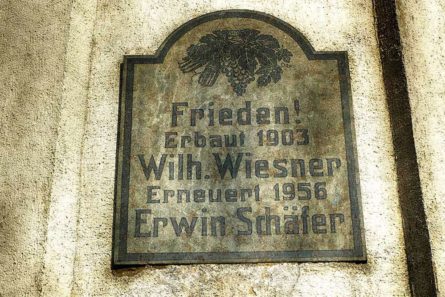 Frieden!
Erbaut 1903
Wilh. Wiesner
Erneuert 1956
Erwin Schäfer